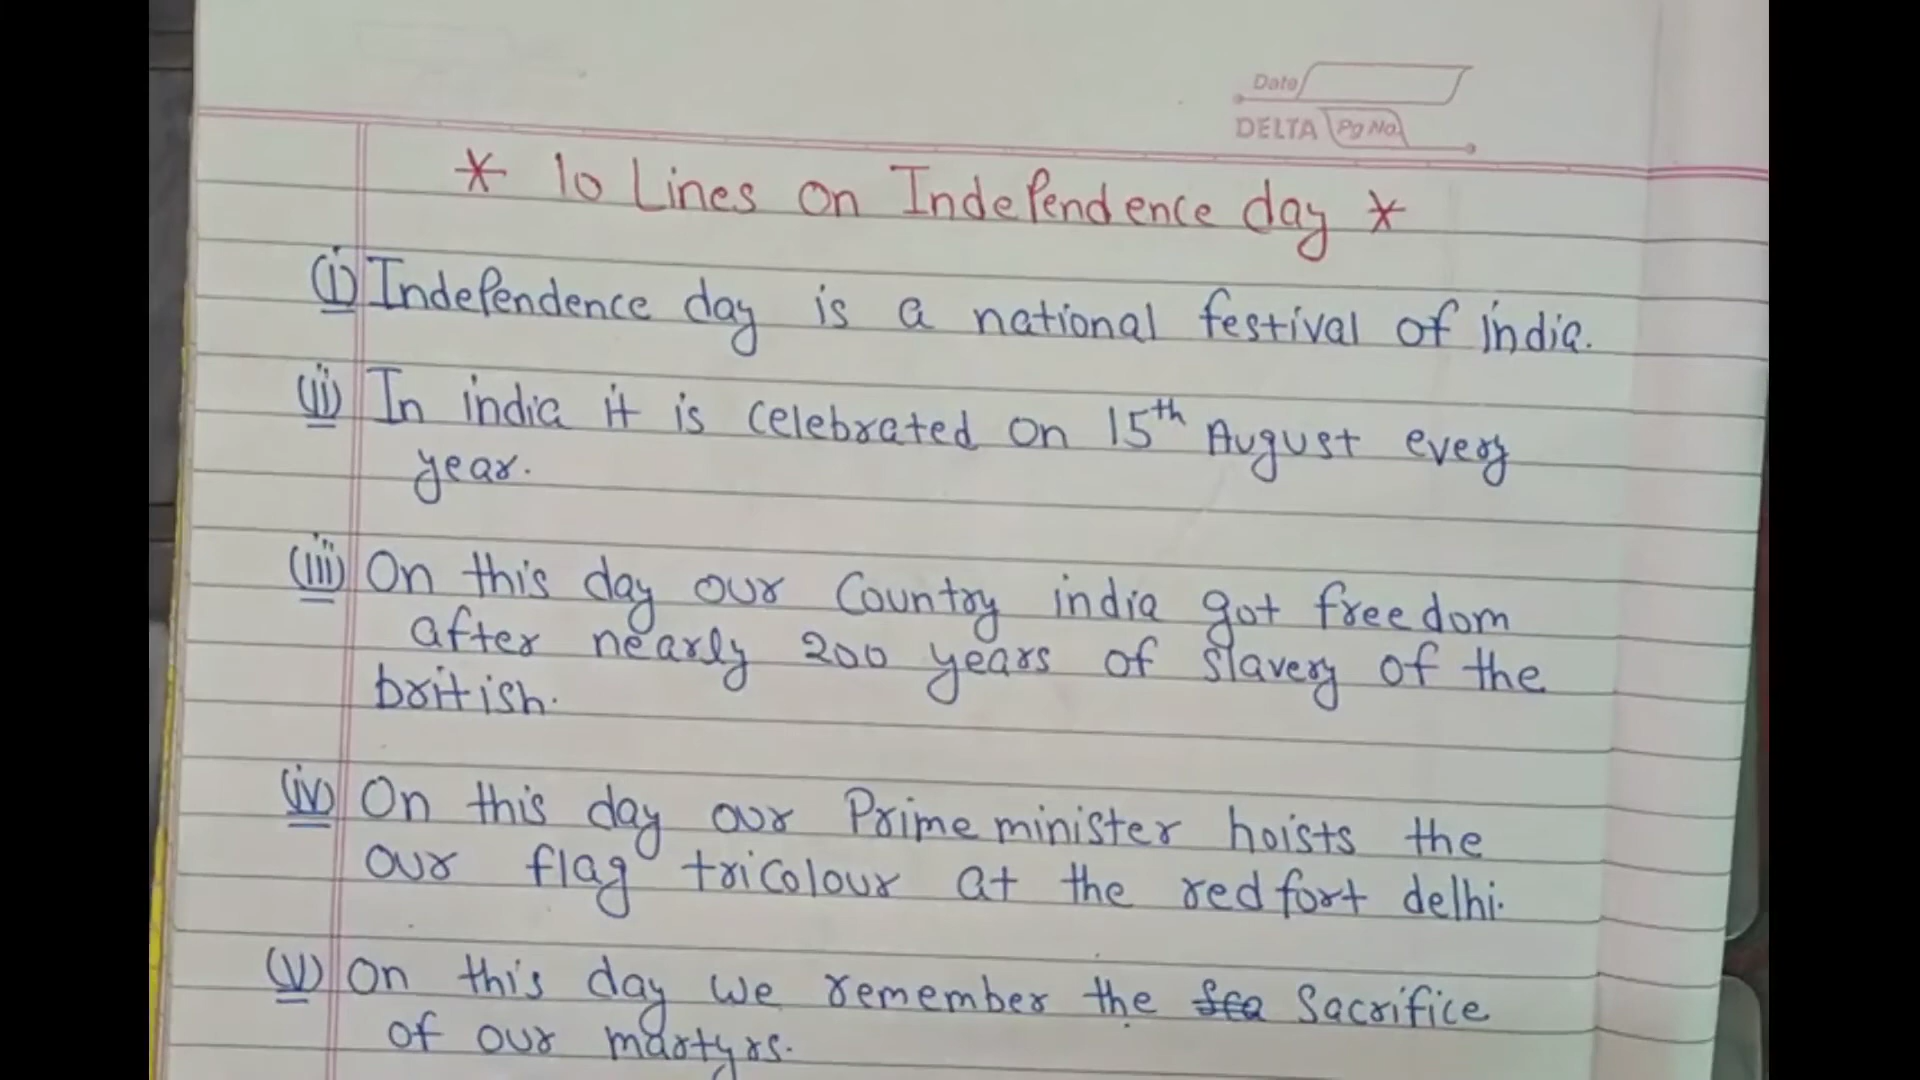 Date
DELTA Pg No.
* 10 Lines on Independence day *
(i) Independence day is a national festival of india.
(ii) In india it is celebrated on 15th August every
year.
(iii) On this day our Country india got freedom
after nearly 200 years of slavery of the
british.
(iv) On this day our Prime minister hoists the
our flag tricolour at the red fort delhi.
(v) On this day we remember the Sacrifice
of our martyrs.